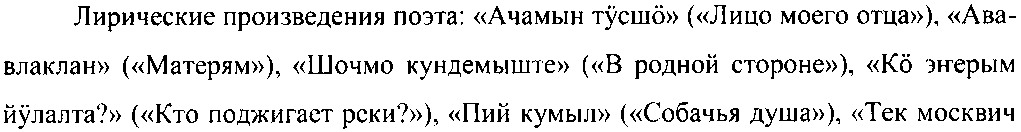 Лирические произведения поэта: «Ачамын тӱсшӧ» («Лицо моего отца»), «Ава-
влаклан» («Матерям»), «Шочмо кундемыште» («В родной стороне»), «Кӧ эҥерым
йӱлалта?» («Кто поджигает реки?»), «Пий кумыл» («Собачья душа»), «Тек москвич